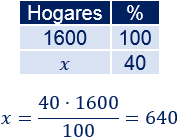 Hogares %
1600 100
x 40
x = 40 · 1600 / 100 = 640